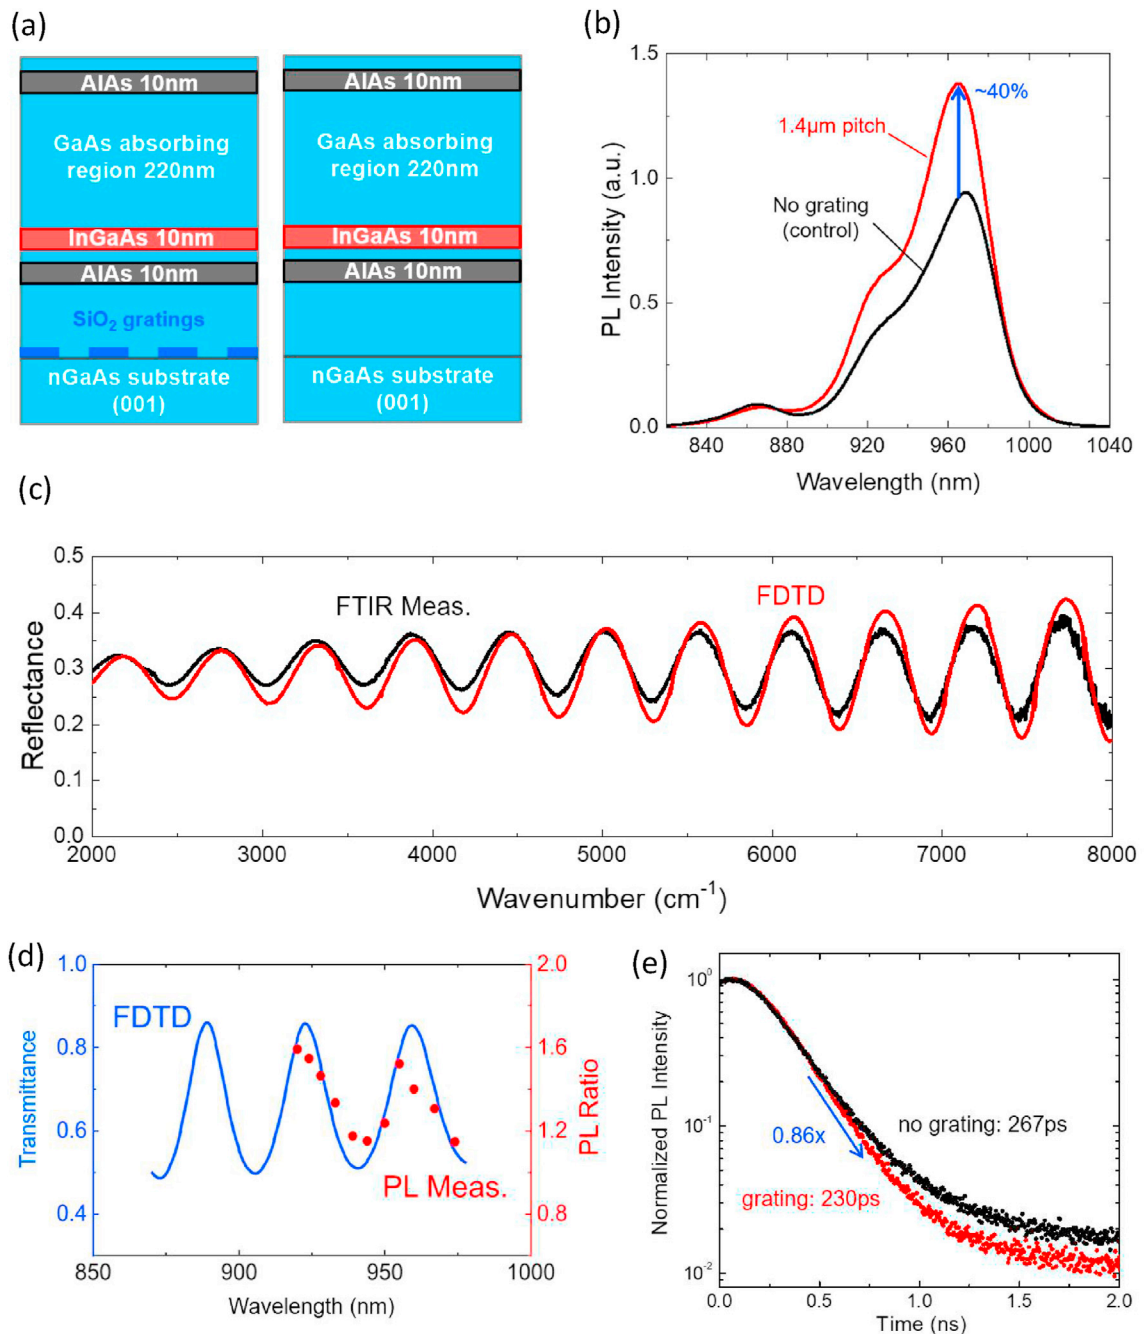 (a)
AlAs 10nm
GaAs absorbing
region 220nm
InGaAs 10nm
AlAs 10nm
SiO₂ gratings
nGaAs substrate
(001)
AlAs 10nm
GaAs absorbing
region 220nm
InGaAs 10nm
AlAs 10nm
nGaAs substrate
(001)
(b)
1.5
1.0
0.5
0.0
PL Intensity (a.u.)
~40%
1.4μm pitch
No grating
(control)
840
880
920
960
1000
1040
Wavelength (nm)
(c)
0.5
0.4
0.3
0.2
0.1
0.0
Reflectance
FTIR Meas.
FDTD
2000
3000
4000
5000
6000
7000
8000
Wavenumber (cm⁻¹)
(d)
1.0
0.8
0.6
0.4
Transmittance
FDTD
PL Meas.
2.0
1.6
1.2
0.8
PL Ratio
850
900
950
1000
Wavelength (nm)
(e)
10⁰
10⁻¹
10⁻²
Normalized PL Intensity
no grating: 267ps
0.86x
grating: 230ps
0.0
0.5
1.0
1.5
2.0
Time (ns)